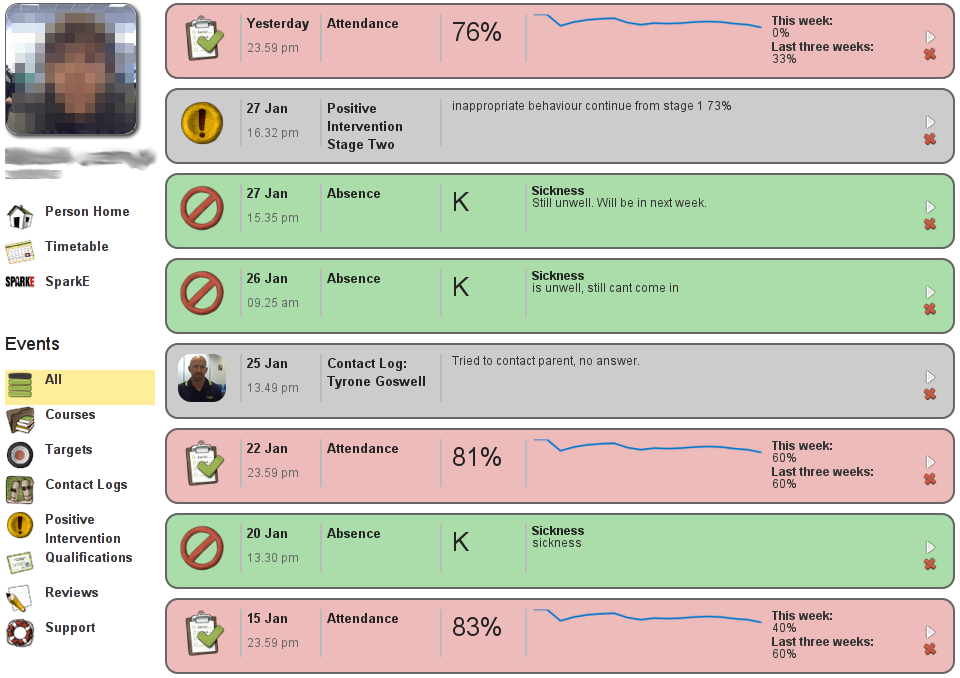 Person Home
Timetable
SPARKE SparkE
Events
All
Courses
Targets
Contact Logs
Positive
Intervention
Qualifications
Reviews
Support
Yesterday
23.59 pm
Attendance
76%
This week:
0%
Last three weeks:
33%
27 Jan
16.32 pm
Positive
Intervention
Stage Two
inappropriate behaviour continue from stage 1 73%
27 Jan
15.35 pm
Absence
K
Sickness
Still unwell. Will be in next week.
26 Jan
09.25 am
Absence
K
Sickness
is unwell, still cant come in
25 Jan
13.49 pm
Contact Log:
Tyrone Goswell
Tried to contact parent, no answer.
22 Jan
23.59 pm
Attendance
81%
This week:
60%
Last three weeks:
60%
20 Jan
13.30 pm
Absence
K
Sickness
sickness
15 Jan
23.59 pm
Attendance
83%
This week:
40%
Last three weeks:
60%